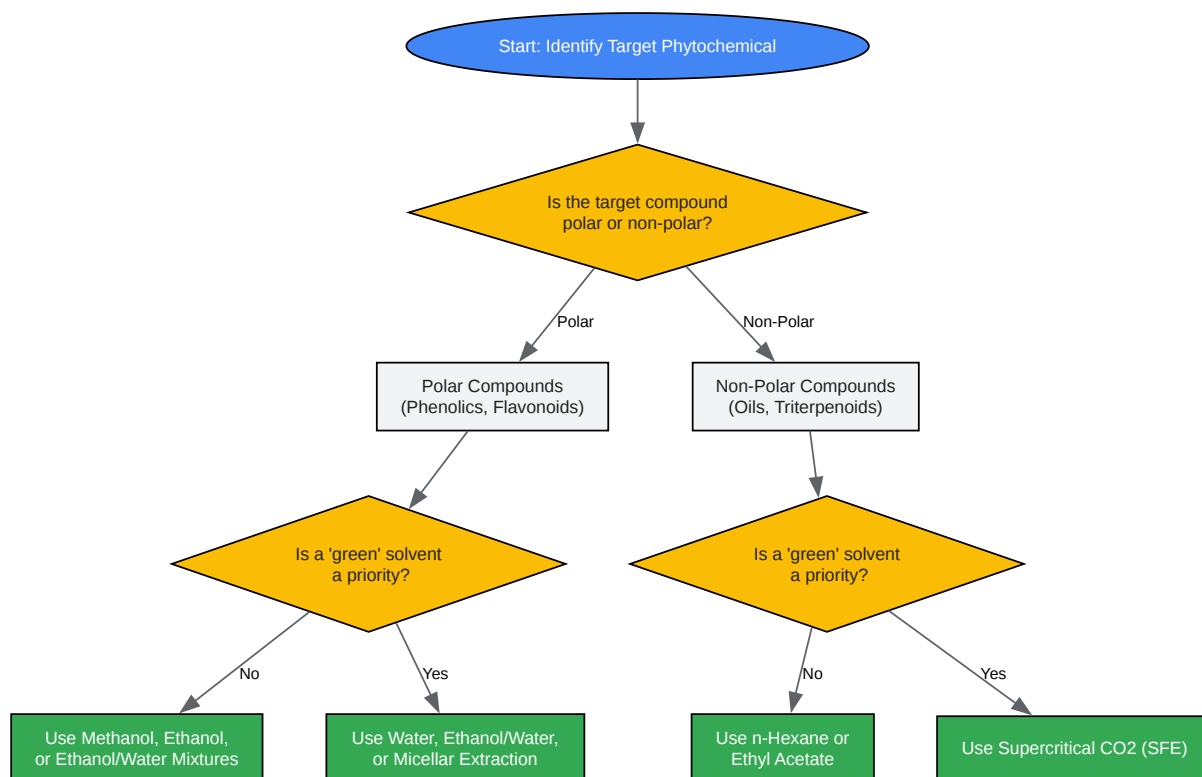 Start: Identify Target Phytochemical
Is the target compound
polar or non-polar?
Polar
Non-Polar
Polar Compounds
(Phenolics, Flavonoids)
Non-Polar Compounds
(Oils, Triterpenoids)
Is a 'green' solvent
a priority?
Is a 'green' solvent
a priority?
No
Yes
No
Yes
Use Methanol, Ethanol,
or Ethanol/Water Mixtures
Use Water, Ethanol/Water,
or Micellar Extraction
Use n-Hexane or
Ethyl Acetate
Use Supercritical CO2 (SFE)